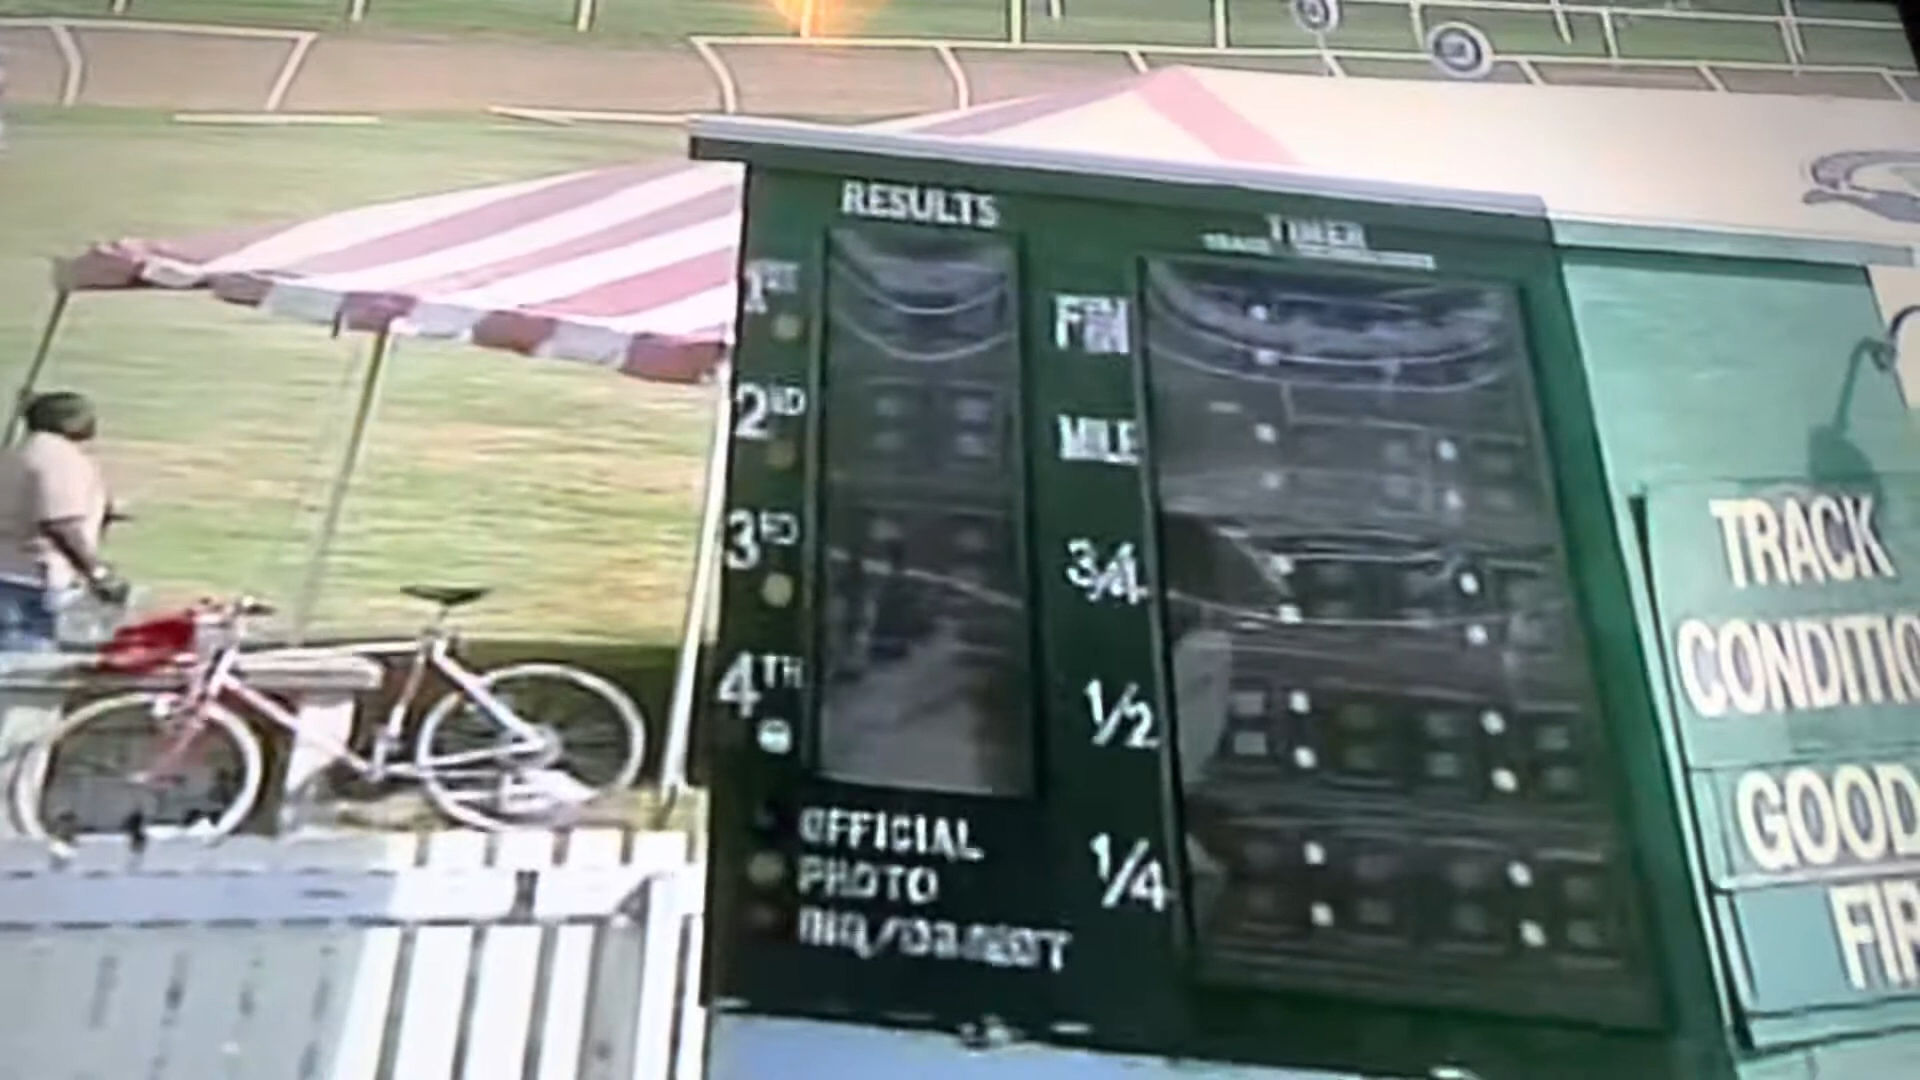 RESULTS
TIMER
1ST
2ND
3RD
4TH
OFFICIAL
PHOTO
FIN
MILE
3/4
1/2
1/4
TRACK
CONDITIO
GOOD
FIR